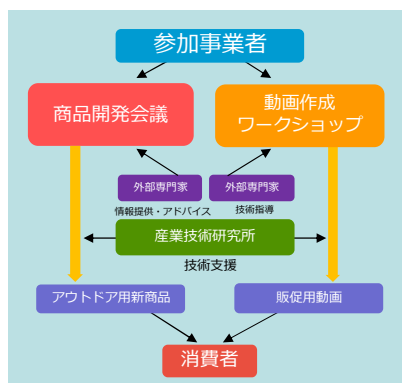 参加事業者
商品開発会議
動画作成
ワークショップ
外部専門家
外部専門家
情報提供・アドバイス
技術指導
産業技術研究所
技術支援
アウトドア用新商品
販促用動画
消費者